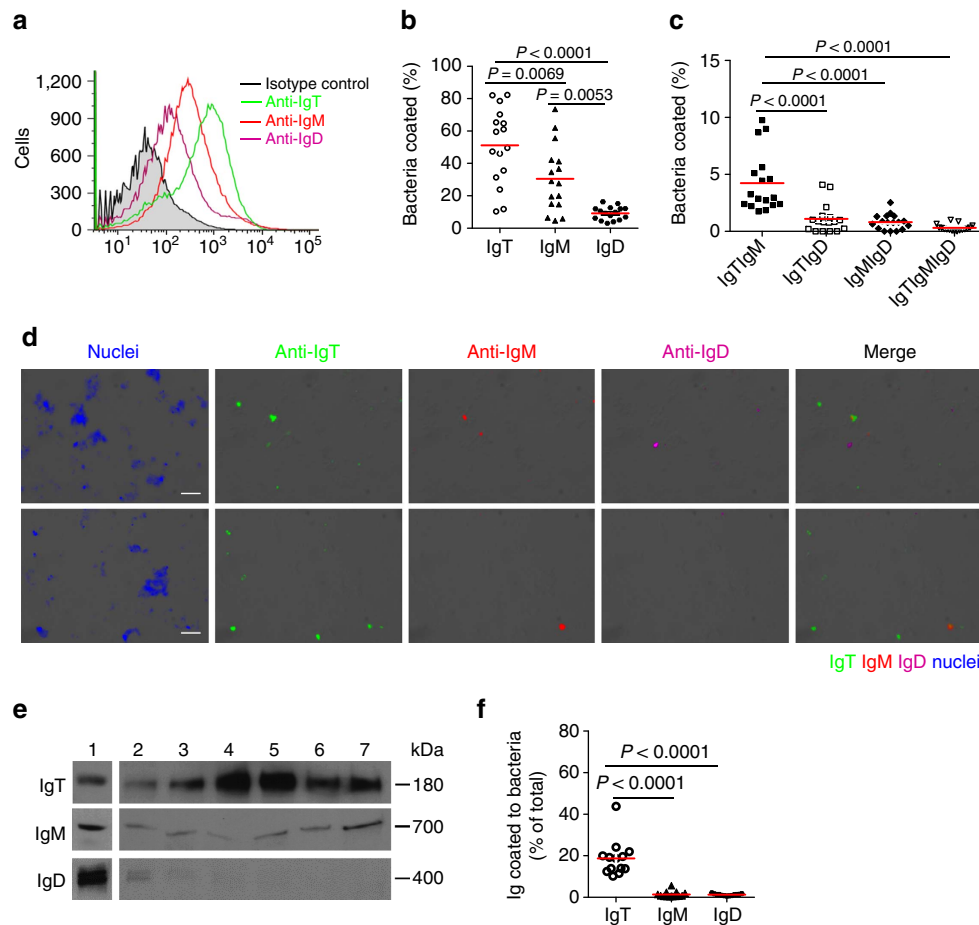 a
1,200
900
600
300
0
Cells
10¹ 10² 10³ 10⁴ 10⁵
Isotype control
Anti-IgT
Anti-IgM
Anti-IgD
b
P < 0.0001
P = 0.0069
P = 0.0053
Bacteria coated (%)
100
80
60
40
20
0
IgT IgM IgD
c
P < 0.0001
P < 0.0001
P < 0.0001
Bacteria coated (%)
15
10
5
0
IgTIgM IgTIgD IgMIgD IgTIgMIgD
d
Nuclei Anti-IgT Anti-IgM Anti-IgD Merge
IgT IgM IgD nuclei
e
1 2 3 4 5 6 7 kDa
IgT 180
IgM 700
IgD 400
f
Ig coated to bacteria
(% of total)
80
60
40
20
0
P < 0.0001
P < 0.0001
IgT IgM IgD